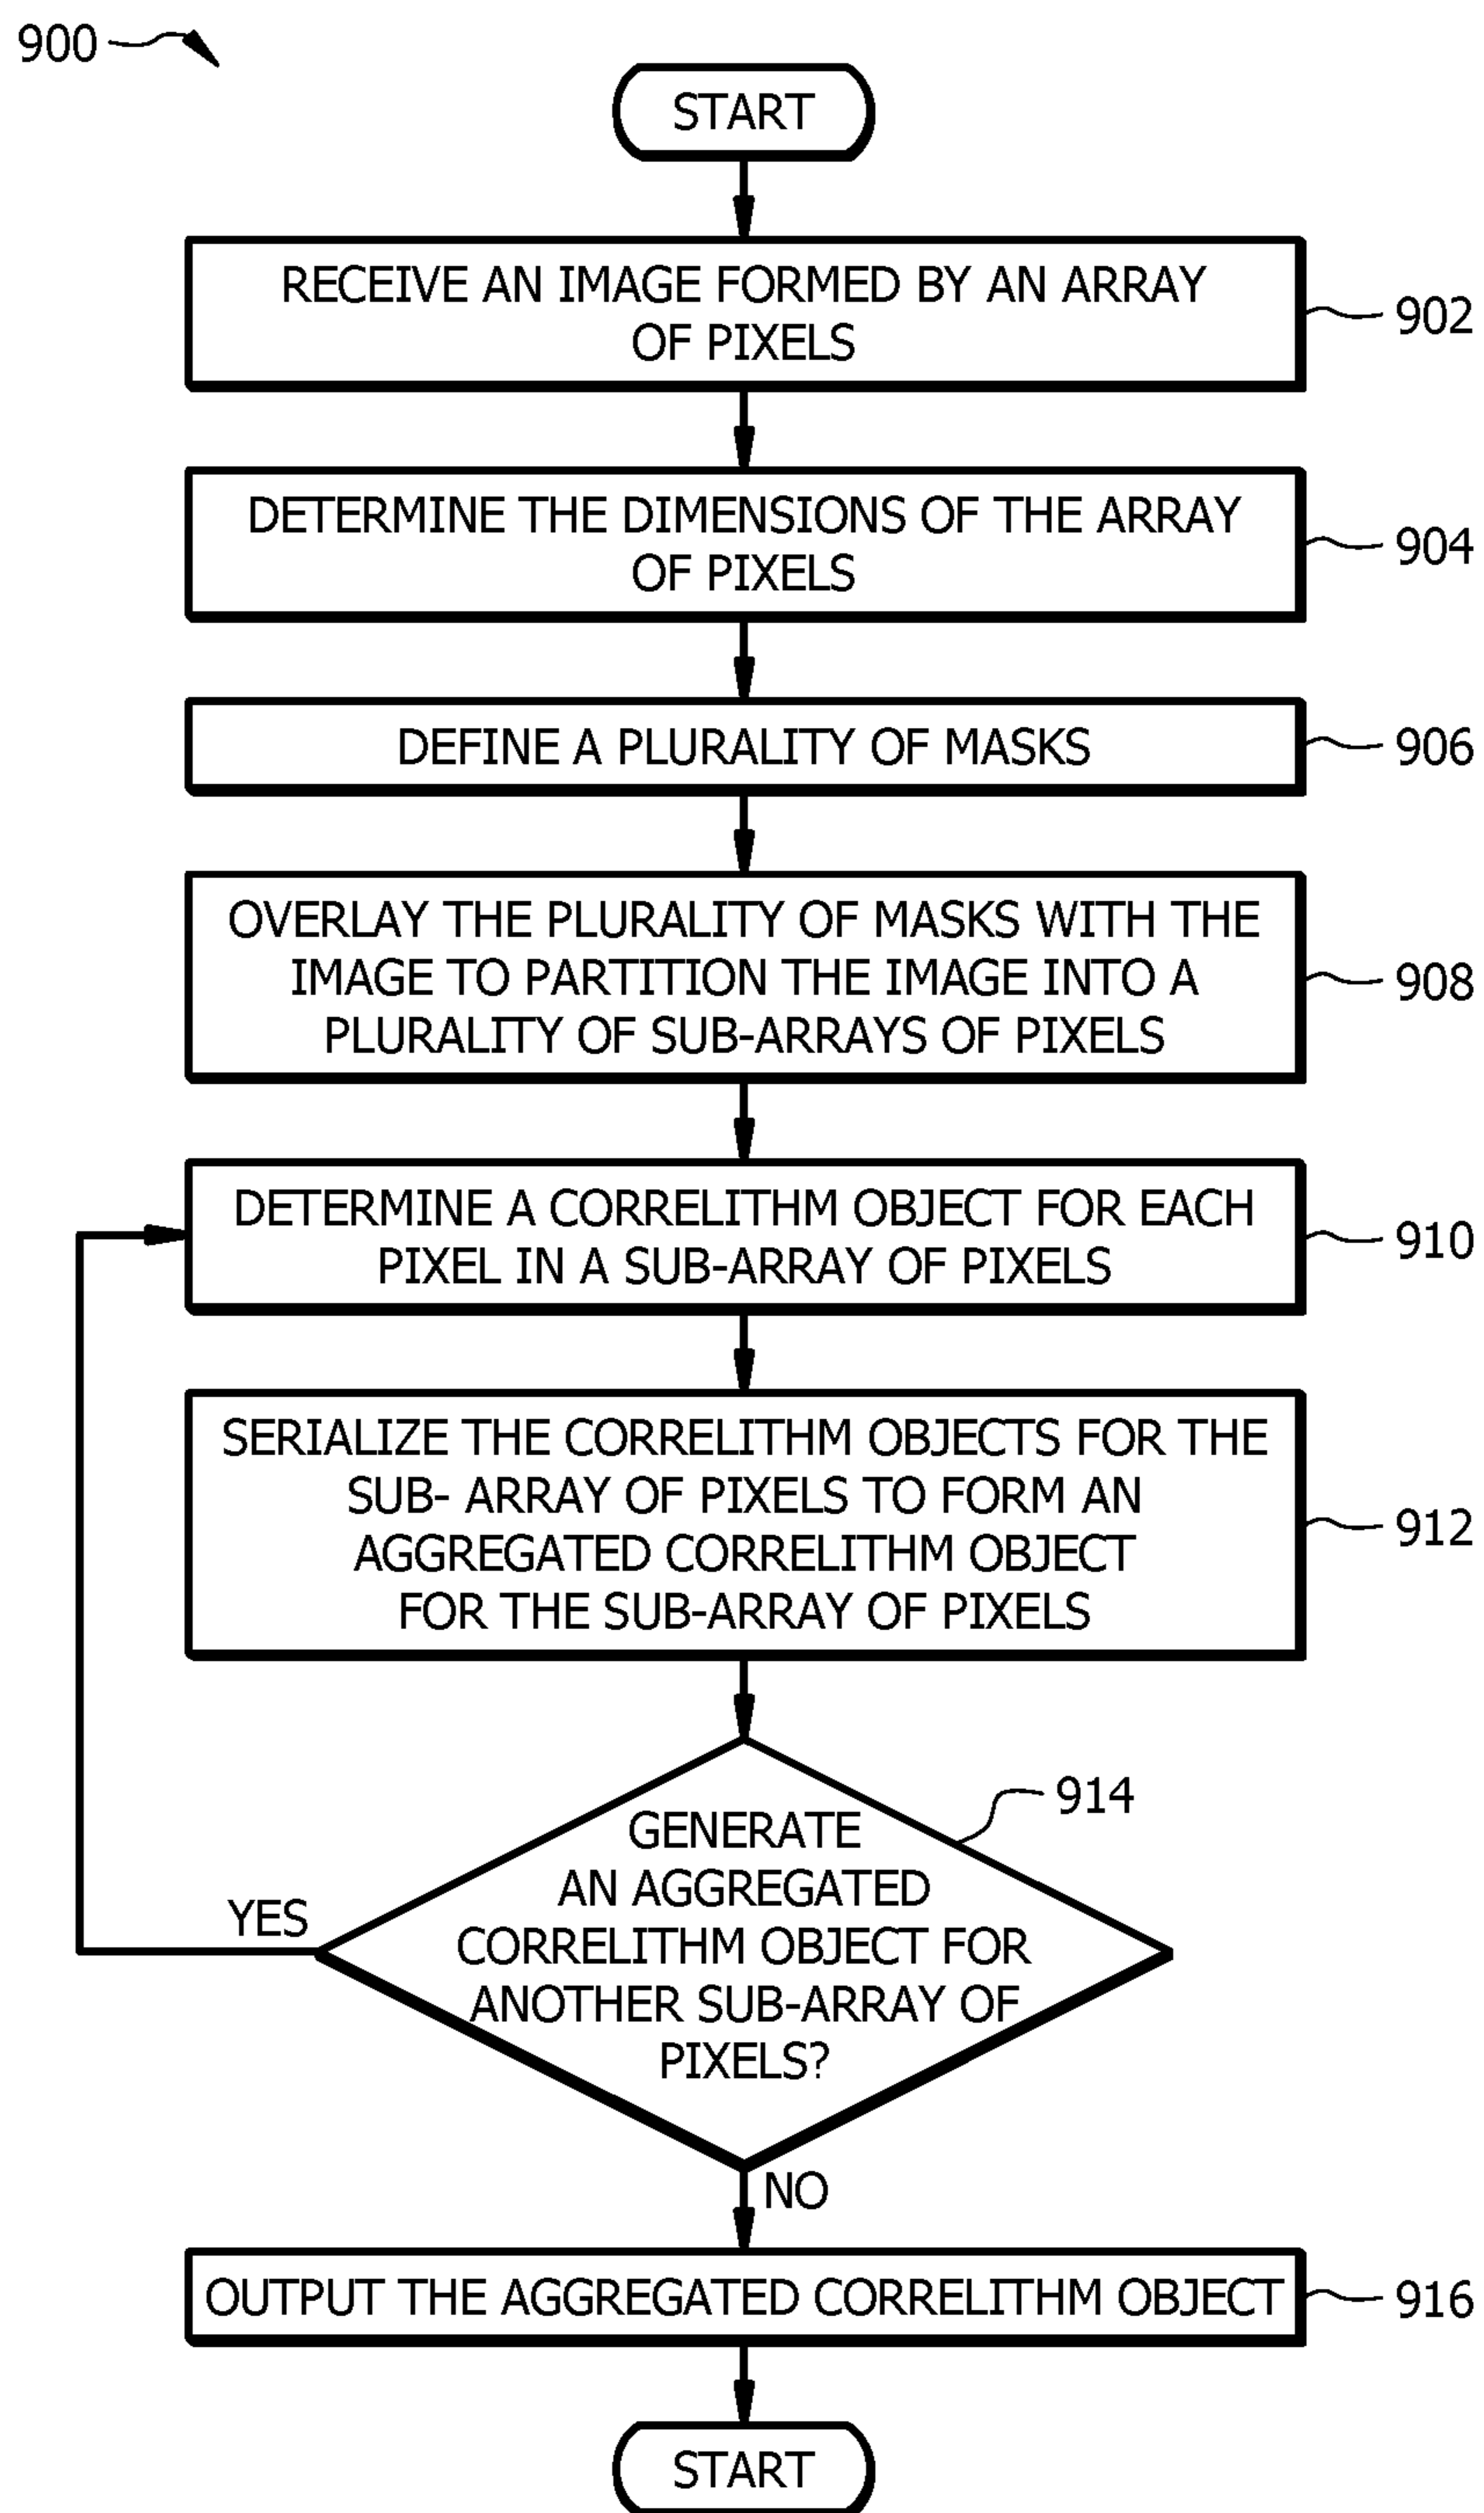 900
START
RECEIVE AN IMAGE FORMED BY AN ARRAY
OF PIXELS
902
DETERMINE THE DIMENSIONS OF THE ARRAY
OF PIXELS
904
DEFINE A PLURALITY OF MASKS
906
OVERLAY THE PLURALITY OF MASKS WITH THE
IMAGE TO PARTITION THE IMAGE INTO A
PLURALITY OF SUB-ARRAYS OF PIXELS
908
DETERMINE A CORRELITHM OBJECT FOR EACH
PIXEL IN A SUB-ARRAY OF PIXELS
910
SERIALIZE THE CORRELITHM OBJECTS FOR THE
SUB- ARRAY OF PIXELS TO FORM AN
AGGREGATED CORRELITHM OBJECT
FOR THE SUB-ARRAY OF PIXELS
912
914
GENERATE
AN AGGREGATED
CORRELITHM OBJECT FOR
ANOTHER SUB-ARRAY OF
PIXELS?
YES
NO
OUTPUT THE AGGREGATED CORRELITHM OBJECT
916
START